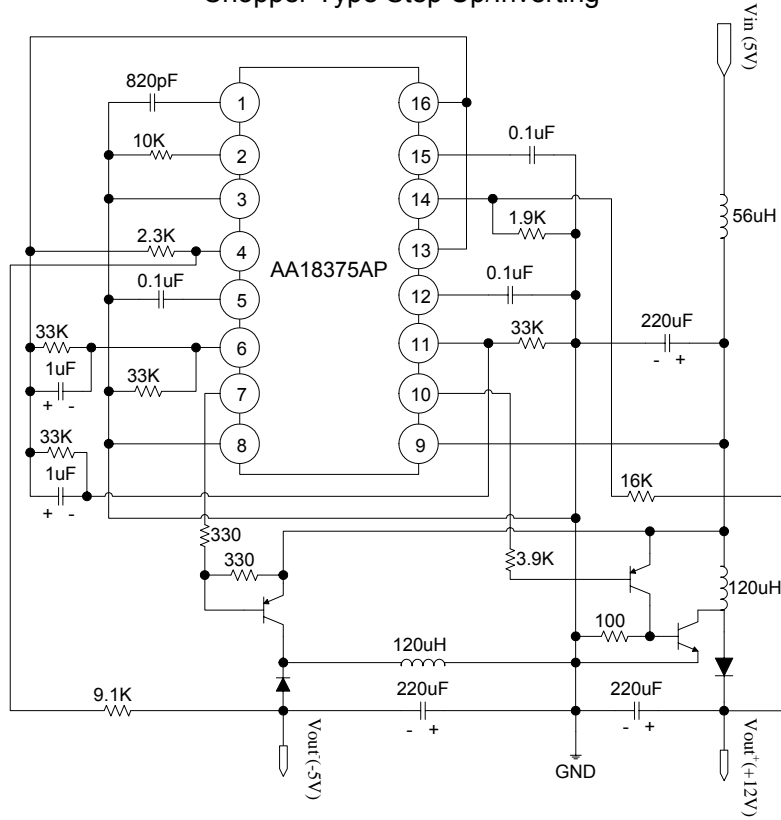 Chopper Type Step Up/Inverting
Vin (5V)
820pF
1
16
0.1uF
10K
2
15
3
14
1.9K
56uH
2.3K
4
13
AA18375AP
0.1uF
5
0.1uF
12
33K
6
11
33K
220uF
- +
1uF
+ -
33K
7
10
33K
8
9
1uF
+ -
16K
330
330
3.9K
120uH
100
120uH
9.1K
220uF
- +
220uF
- +
Vout-(-5V)
GND
Vout+(+12V)